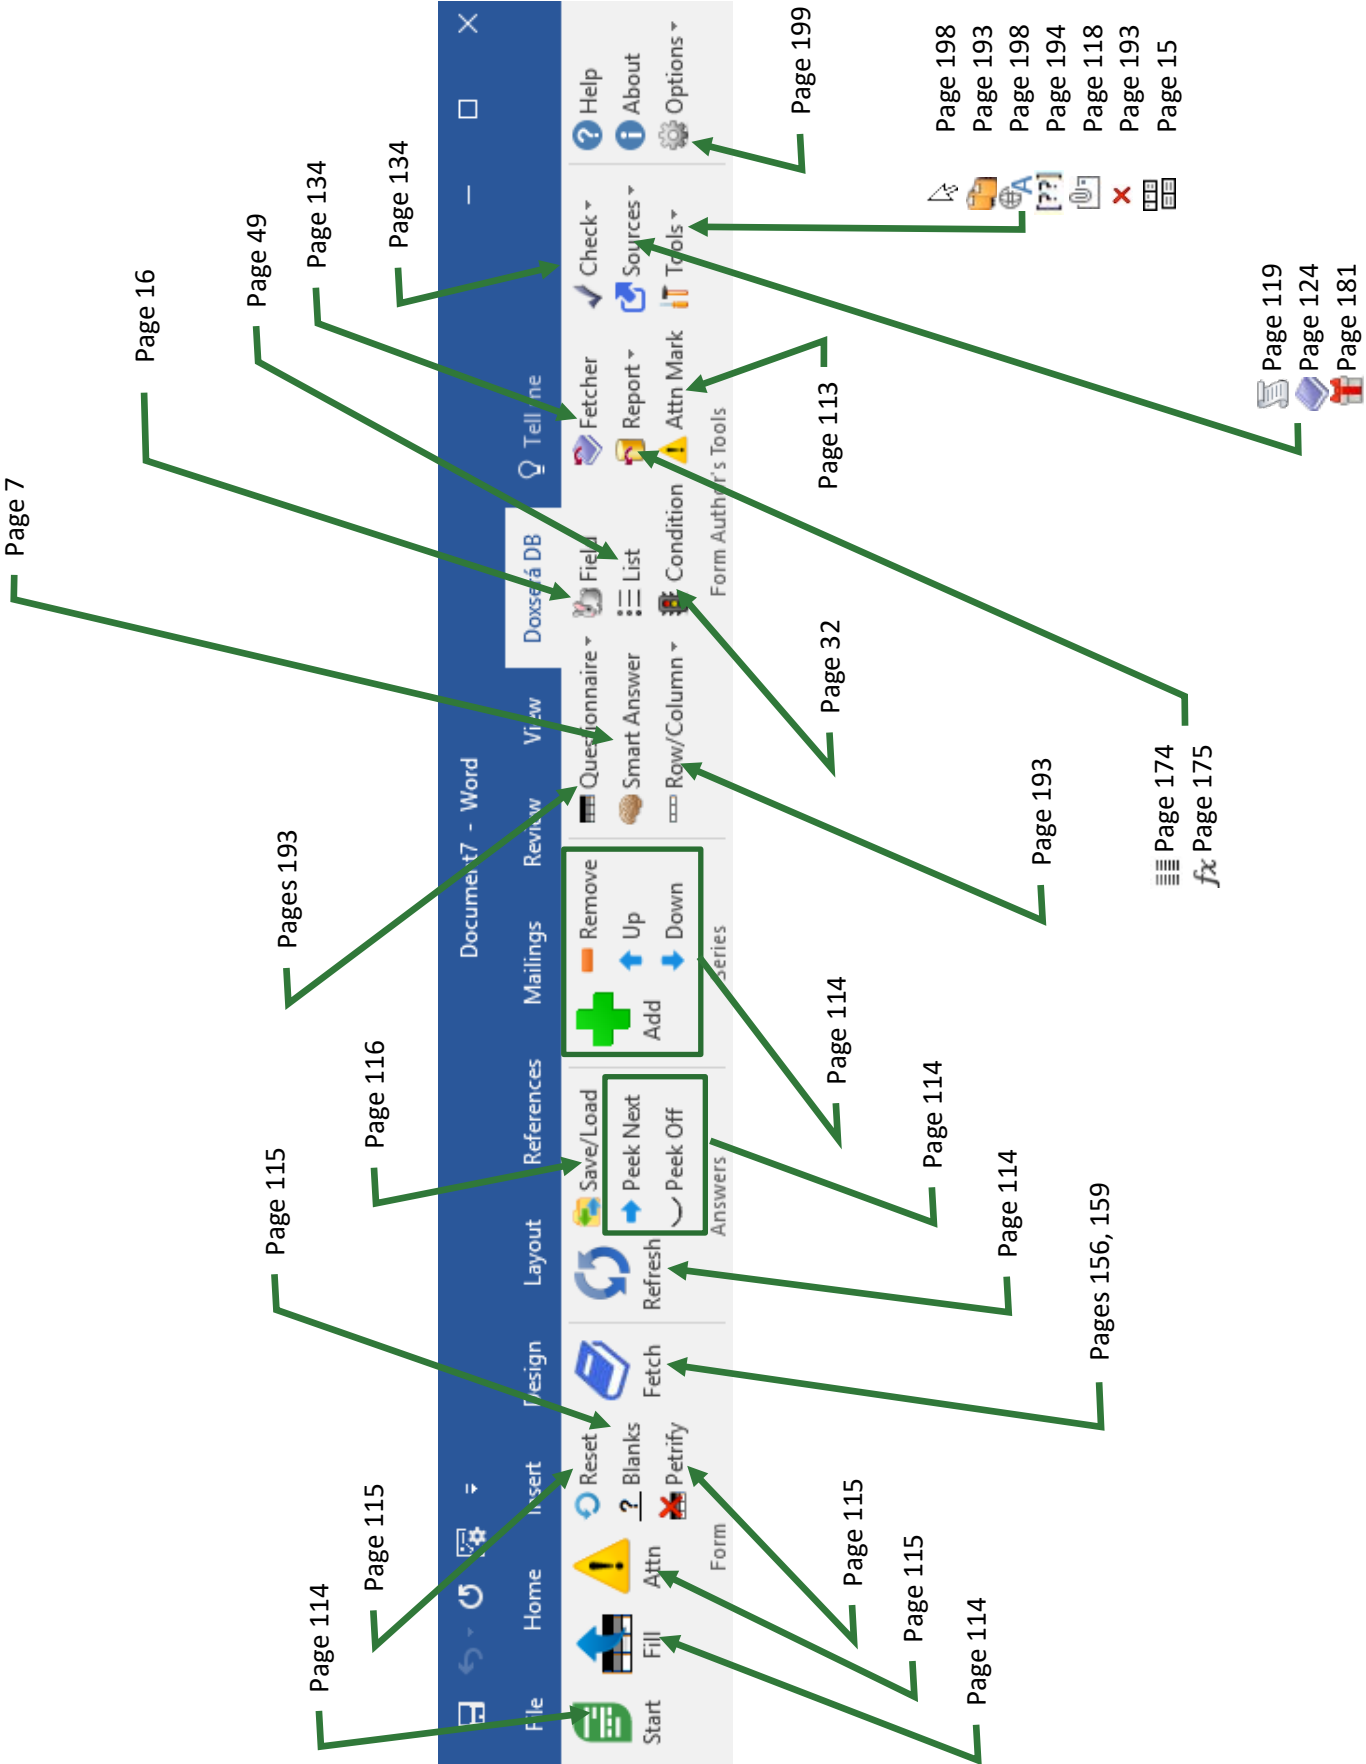 Page 7
Page 16
Page 49
Page 134
Page 134
Pages 193
Page 116
Page 115
Page 115
Page 114
Document7 - Word
File Home Insert Design Layout References Mailings Review View Doxserá DB Tell me
Start
Fill
Attn
Reset
Blanks
Petrify
Form
Fetch
Refresh
Save/Load
Peek Next
Peek Off
Answers
Add
Remove
Up
Down
Series
Questionnaire
Smart Answer
Row/Column
Field
List
Condition
Fetcher
Report
Attn Mark
Check
Sources
Tools
Form Author's Tools
Help
About
Options
Page 114
Page 115
Page 115
Pages 156, 159
Page 114
Page 114
Page 114
Page 193
Page 32
Page 113
Page 199
fx
Page 174
Page 175
Page 119
Page 124
Page 181
Page 198
Page 193
Page 198
Page 194
Page 118
Page 193
Page 15
[??]